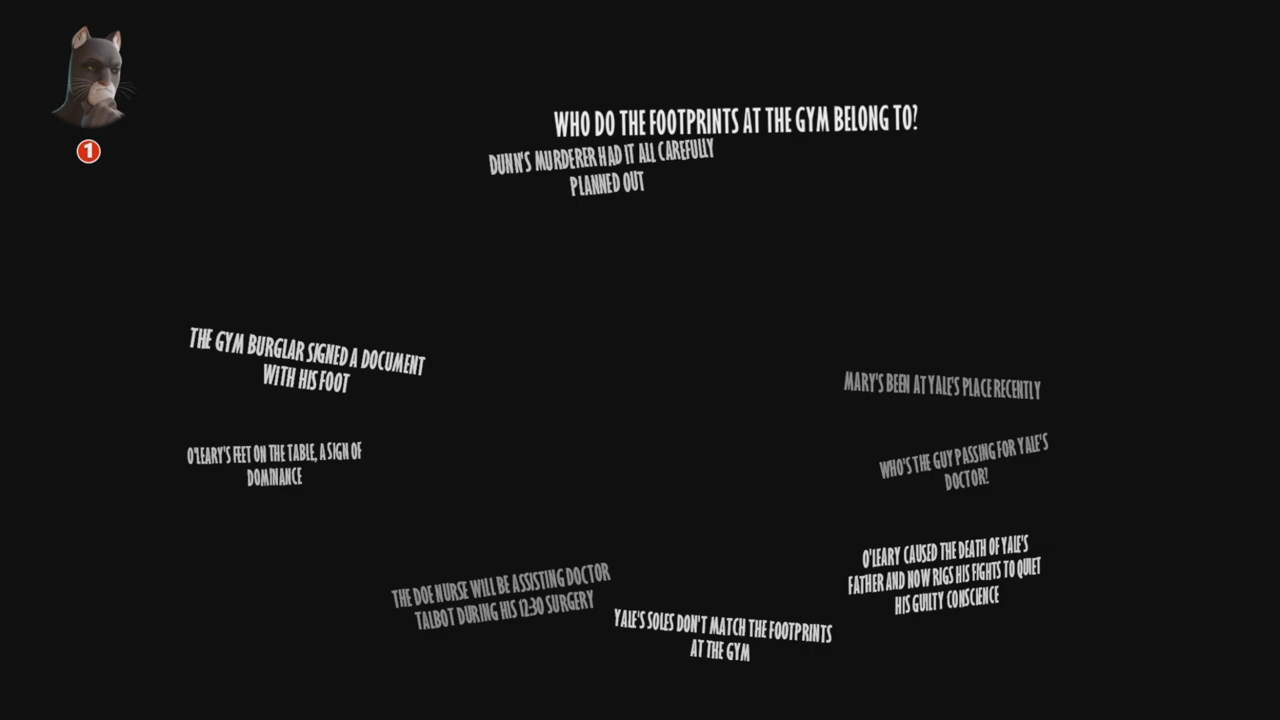 1
WHO DO THE FOOTPRINTS AT THE GYM BELONG TO?
DUNN'S MURDERER HAD IT ALL CAREFULLY
PLANNED OUT
THE GYM BURGLAR SIGNED A DOCUMENT
WITH HIS FOOT
MARY'S BEEN AT YALE'S PLACE RECENTLY
O'LEARY'S FEET ON THE TABLE, A SIGN OF
DOMINANCE
WHO'S THE GUY PASSING FOR YALE'S
DOCTOR?
O'LEARY CAUSED THE DEATH OF YALE'S
FATHER AND NOW RIGS HIS FIGHTS TO QUIET
HIS GUILTY CONSCIENCE
THE DOE NURSE WILL BE ASSISTING DOCTOR
TALBOT DURING HIS 12:30 SURGERY
YALE'S SOLES DON'T MATCH THE FOOTPRINTS
AT THE GYM